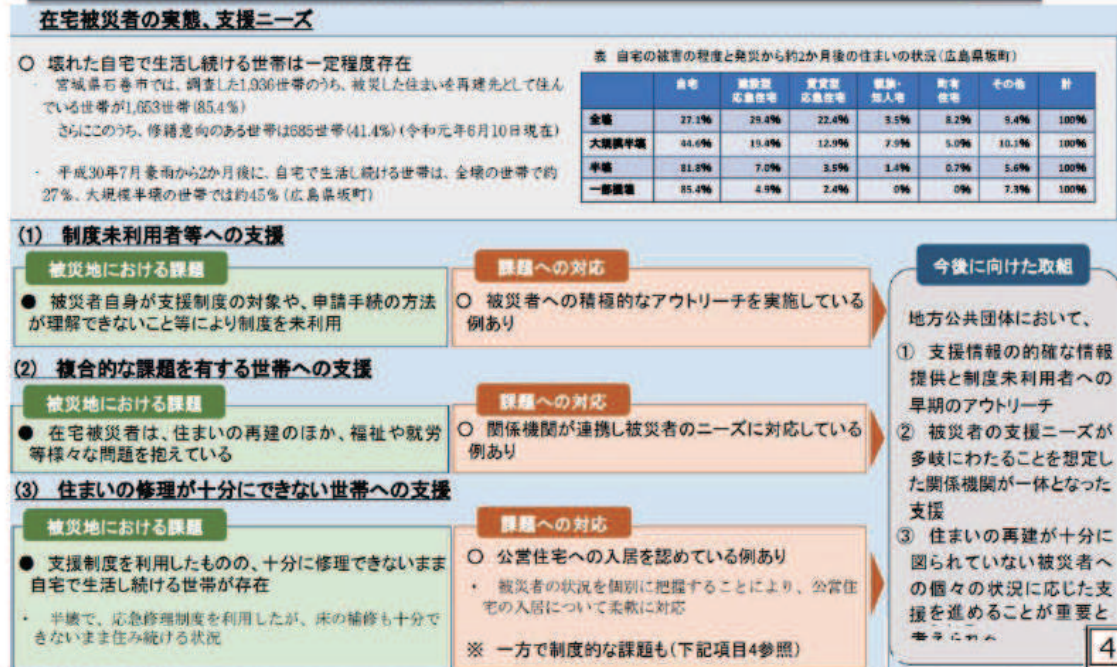 在宅被災者の実態、支援ニーズ
○ 壊れた自宅で生活し続ける世帯は一定程度存在
・ 宮城県石巻市では、調査した1,936世帯のうち、被災した住まいを再建先として住ん
でいる世帯が1,653世帯(85.4%)
さらにこのうち、修繕意向のある世帯は685世帯(41.4%)(令和元年6月10日現在)
・ 平成30年7月豪雨から2か月後に、自宅で生活し続ける世帯は、全壊の世帯で約
27%、大規模半壊の世帯では約45%(広島県坂町)
表 自宅の被害の程度と発災から約2か月後の住まいの状況(広島県坂町)
自宅 建設型応急住宅 賃貸型応急住宅 親族・知人宅 町有住宅 その他 計
全壊 27.1% 29.4% 22.4% 3.5% 8.2% 9.4% 100%
大規模半壊 44.6% 19.4% 12.9% 7.9% 5.0% 10.1% 100%
半壊 81.8% 7.0% 3.5% 1.4% 0.7% 5.6% 100%
一部損壊 85.4% 4.9% 2.4% 0% 0% 7.3% 100%
(1) 制度未利用者等への支援
被災地における課題
● 被災者自身が支援制度の対象や、申請手続の方法
が理解できないこと等により制度を未利用
課題への対応
○ 被災者への積極的なアウトリーチを実施している
例あり
(2) 複合的な課題を有する世帯への支援
被災地における課題
● 在宅被災者は、住まいの再建のほか、福祉や就労
等様々な問題を抱えている
課題への対応
○ 関係機関が連携し被災者のニーズに対応している
例あり
(3) 住まいの修理が十分にできない世帯への支援
被災地における課題
● 支援制度を利用したものの、十分に修理できないまま
自宅で生活し続ける世帯が存在
・ 半壊で、応急修理制度を利用したが、床の補修も十分で
きないまま住み続ける状況
課題への対応
○ 公営住宅への入居を認めている例あり
・ 被災者の状況を個別に把握することにより、公営住
宅の入居について柔軟に対応
※ 一方で制度的な課題も(下記項目4参照)
今後に向けた取組
地方公共団体において、
① 支援情報の的確な情報
提供と制度未利用者への
早期のアウトリーチ
② 被災者の支援ニーズが
多岐にわたることを想定し
た関係機関が一体となった
支援
③ 住まいの再建が十分に
図られていない被災者へ
の個々の状況に応じた支
援を進めることが重要と
考えられる
4